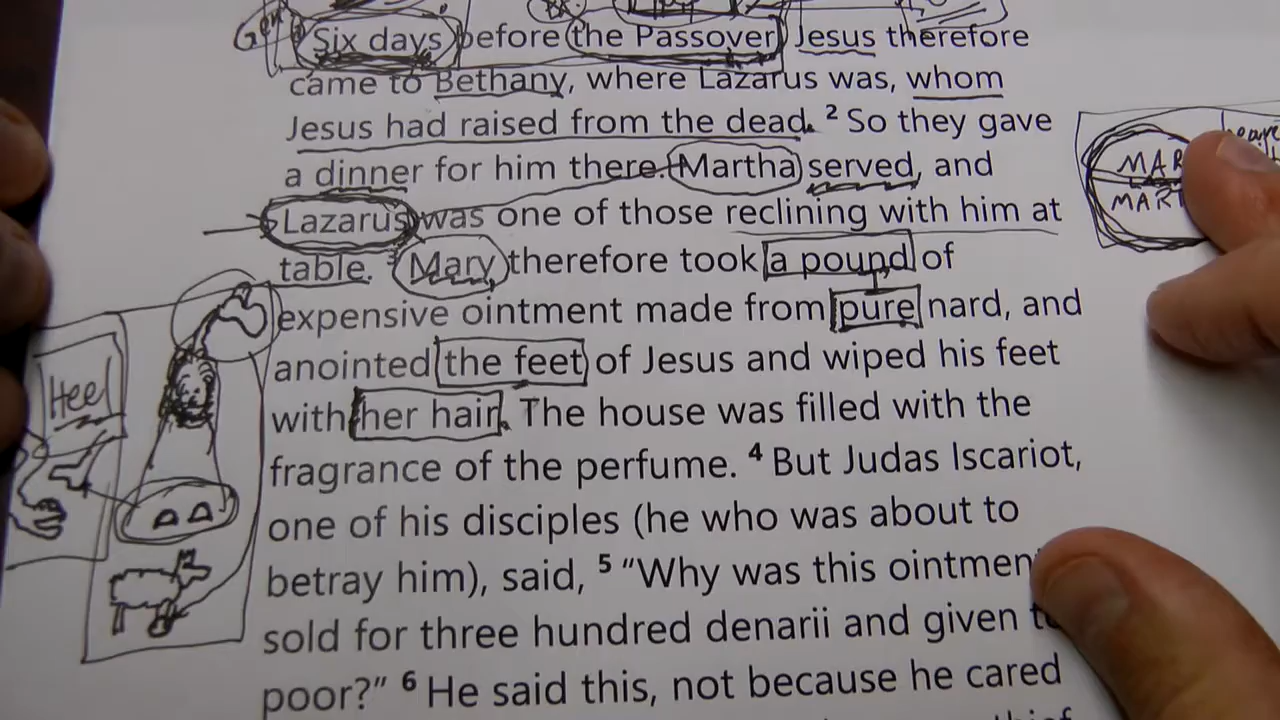 Gen Six days before the Passover Jesus therefore
came to Bethany, where Lazarus was, whom
Jesus had raised from the dead. ² So they gave
a dinner for him there. Martha served, and
MAR
MART
Lazarus was one of those reclining with him at
table. Mary therefore took a pound of
expensive ointment made from pure nard, and
anointed the feet of Jesus and wiped his feet
Heel
with her hair. The house was filled with the
fragrance of the perfume. ⁴ But Judas Iscariot,
one of his disciples (he who was about to
betray him), said, ⁵ “Why was this ointmen
sold for three hundred denarii and given t
poor?” ⁶ He said this, not because he cared
thief